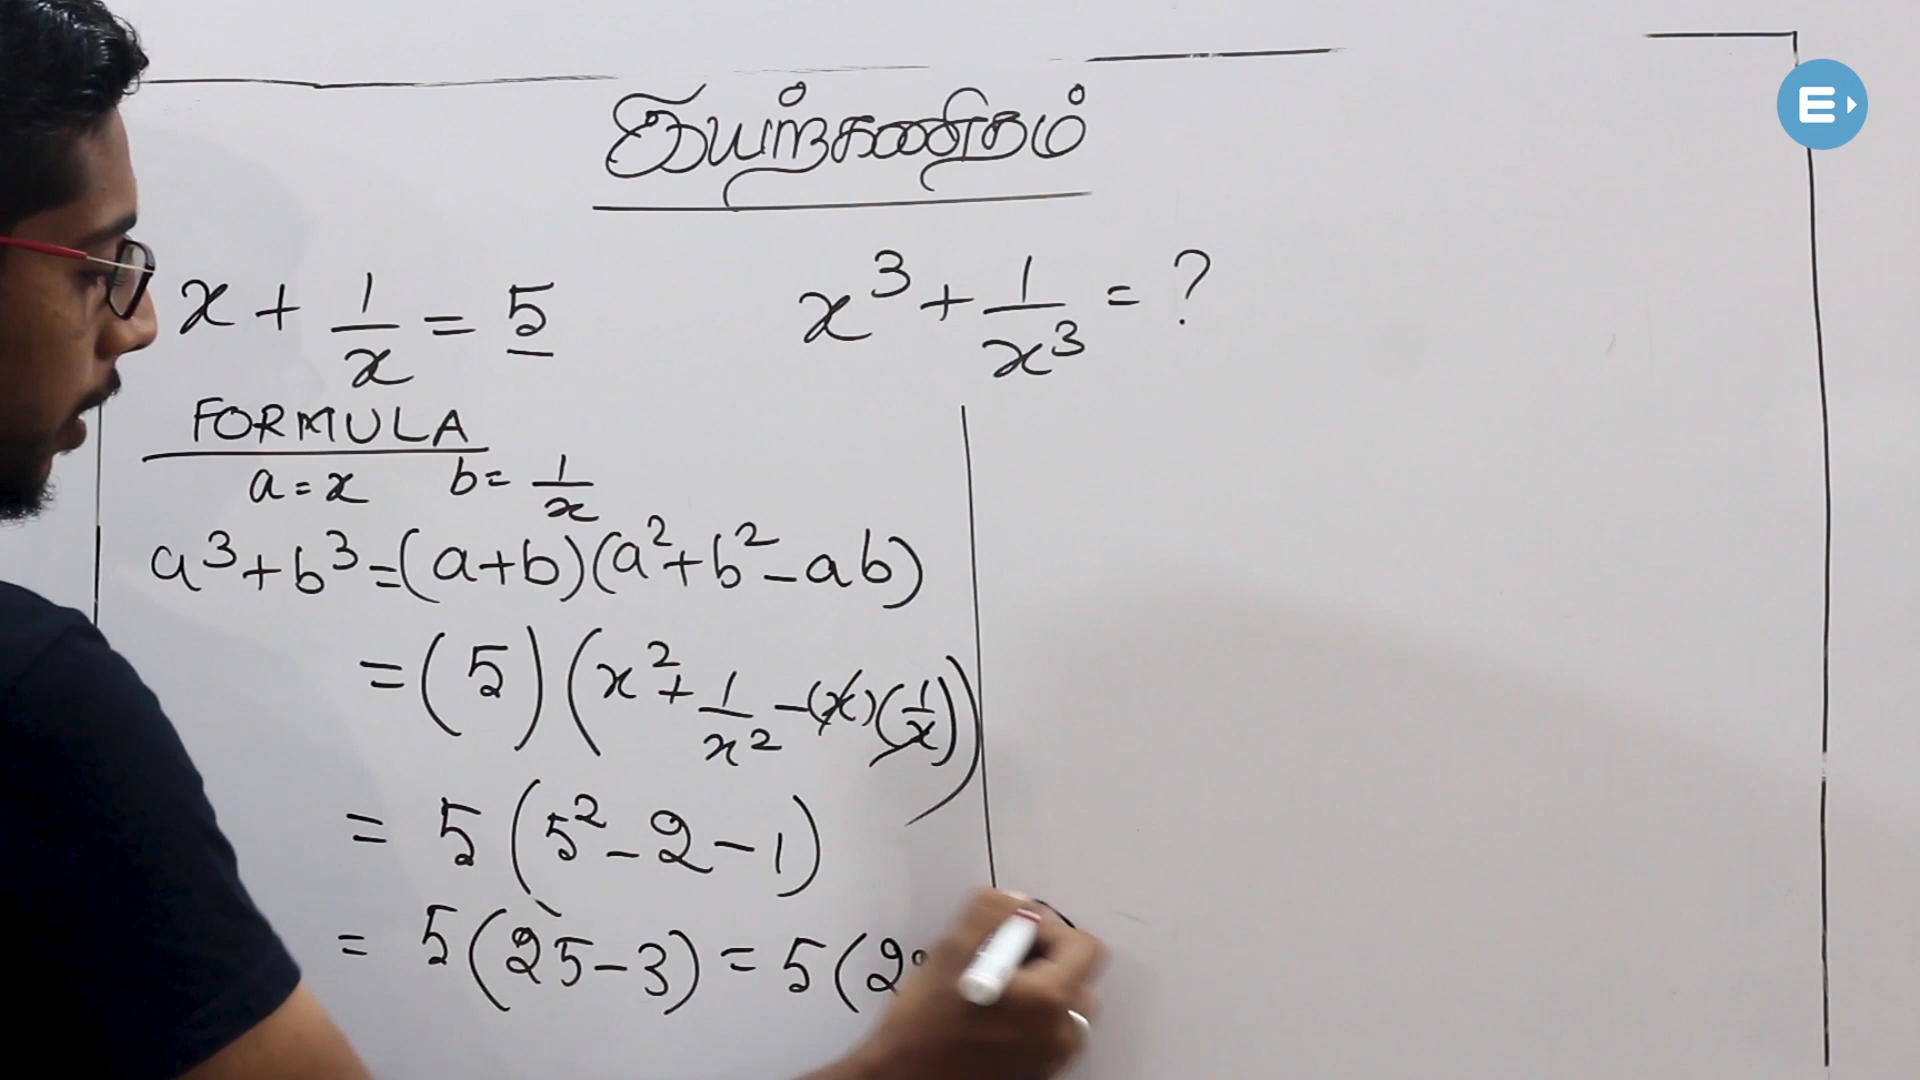 இயற்கணிதம்
x + 1/x = 5
x³ + 1/x³ = ?
FORMULA
a = x b = 1/x
a³ + b³ = (a + b)(a² + b² - ab)
= (5)(x² + 1/x² - (x)(1/x))
= 5(5² - 2 - 1)
= 5(25 - 3) = 5(2
E